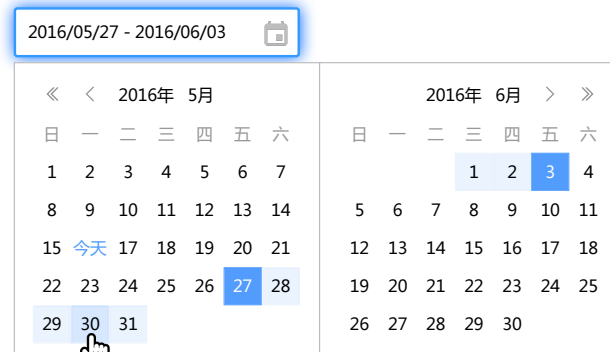 2016/05/27 - 2016/06/03
2016年 5月
日 一 二 三 四 五 六
1 2 3 4 5 6 7
8 9 10 11 12 13 14
15 今天 17 18 19 20 21
22 23 24 25 26 27 28
29 30 31
2016年 6月
日 一 二 三 四 五 六
1 2 3 4
5 6 7 8 9 10 11
12 13 14 15 16 17 18
19 20 21 22 23 24 25
26 27 28 29 30